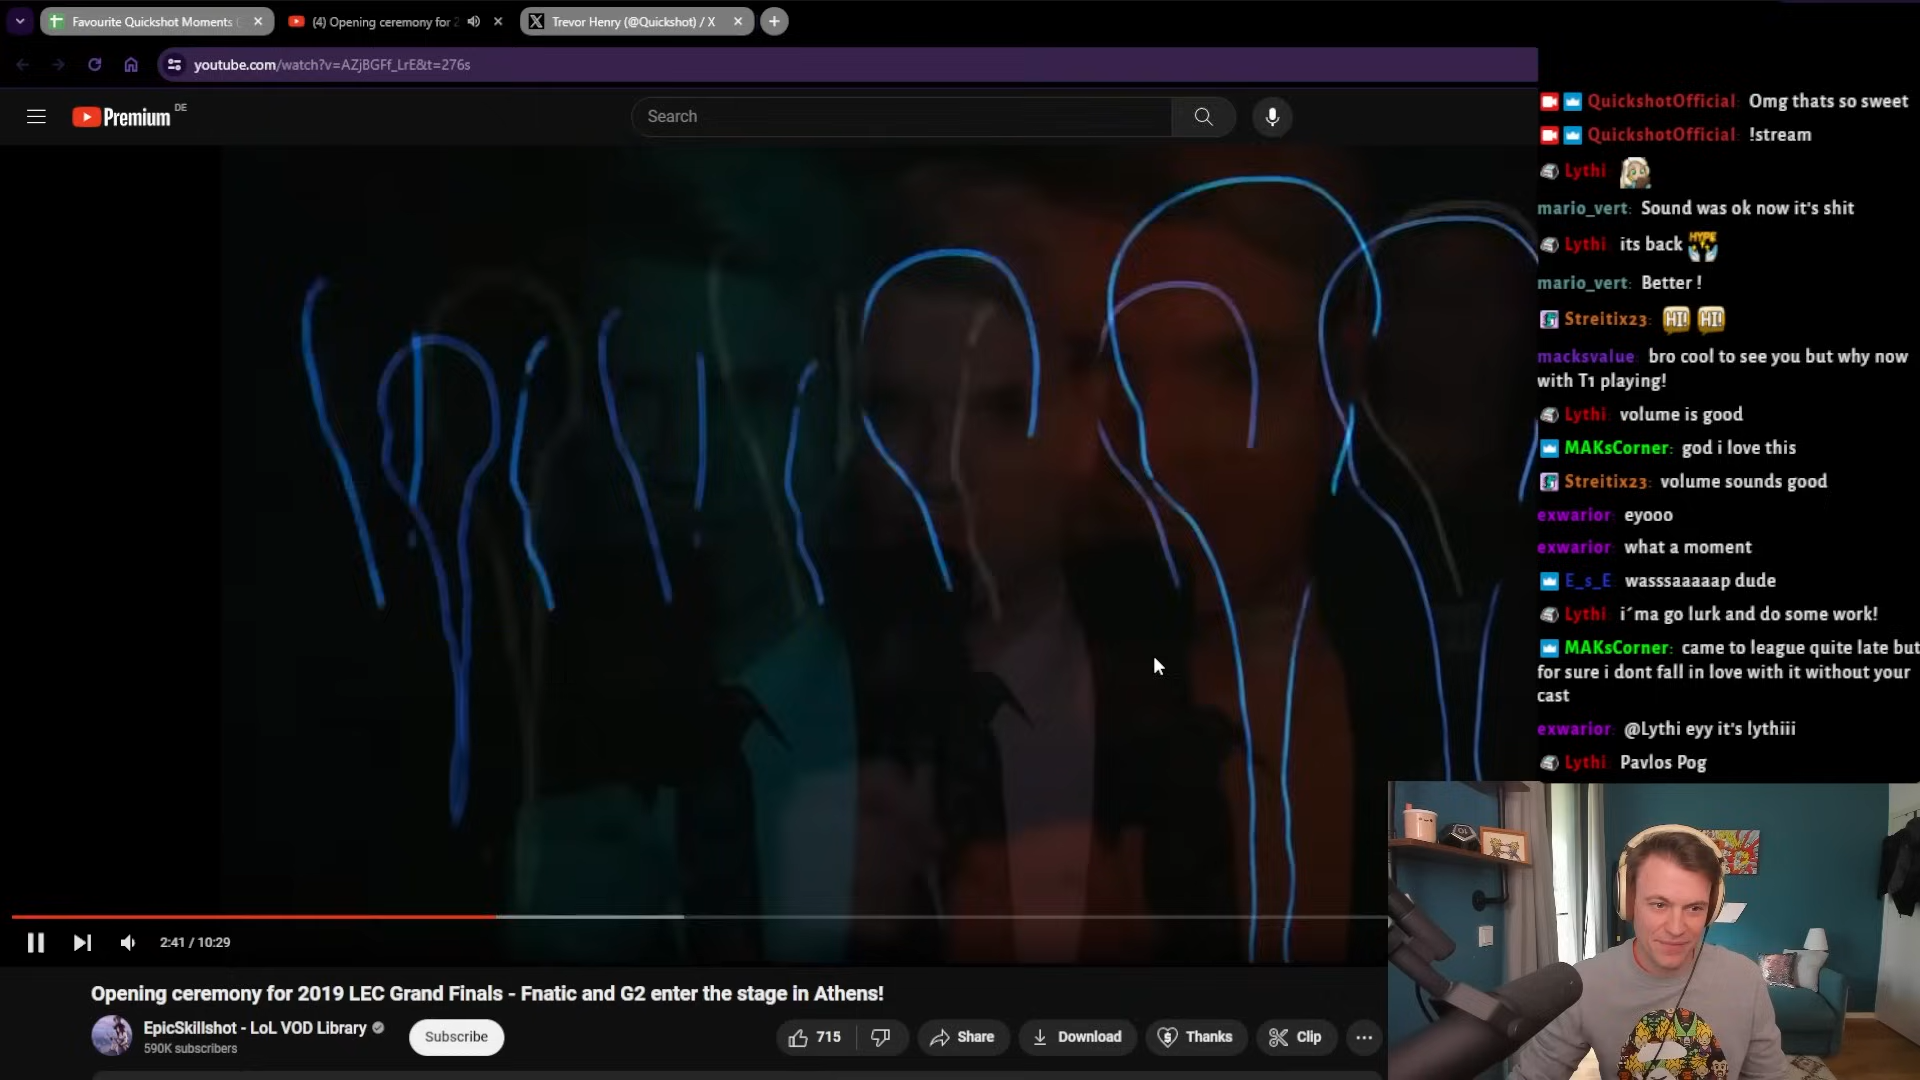 Favourite Quickshot Moments
(4) Opening ceremony for 2
Trevor Henry (@Quickshot) / X
youtube.com/watch?v=AZjBGFf_LrE&t=276s
Premium DE
Search
QuickshotOfficial: Omg thats so sweet
QuickshotOfficial: !stream
Lythi
mario_vert: Sound was ok now it's shit
Lythi its back HYPE
mario_vert: Better !
Streitix23: HI! HI!
macksvalue bro cool to see you but why now
with T1 playing!
Lythi volume is good
MAKsCorner: god i love this
Streitix23: volume sounds good
exwarior eyooo
exwarior: what a moment
E_s_E wasssaaaaap dude
Lythi i´ma go lurk and do some work!
MAKsCorner: came to league quite late but
for sure i dont fall in love with it without your
cast
exwarior: @Lythi eyy it's lythiii
Lythi Pavlos Pog
2:41 / 10:29
Opening ceremony for 2019 LEC Grand Finals - Fnatic and G2 enter the stage in Athens!
EpicSkillshot - LoL VOD Library
590K subscribers
Subscribe
715
Share
Download
Thanks
Clip